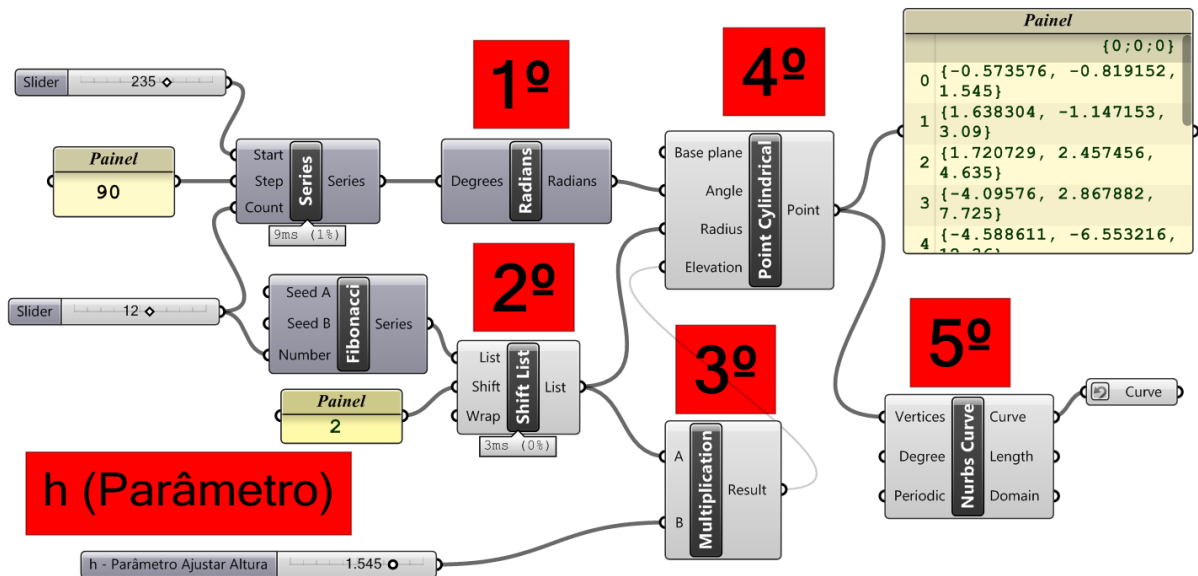 Slider
235
Painel
90
Start
Step
Count
Series
Series
9ms (1%)
1º
Degrees
Radians
Radians
4º
Base plane
Angle
Radius
Elevation
Point Cylindrical
Point
Painel
{0;0;0}
0 {-0.573576, -0.819152,
1.545}
1 {1.638304, -1.147153,
3.09}
2 {1.720729, 2.457456,
4.635}
3 {-4.09576, 2.867882,
7.725}
4 {-4.588611, -6.553216,
Slider
12
Seed A
Seed B
Number
Fibonacci
Series
2º
Painel
2
List
Shift
Wrap
Shift List
List
3ms (0%)
3º
A
B
Multiplication
Result
5º
Vertices
Degree
Periodic
Nurbs Curve
Curve
Length
Domain
Curve
h (Parâmetro)
h - Parâmetro Ajustar Altura
1.545